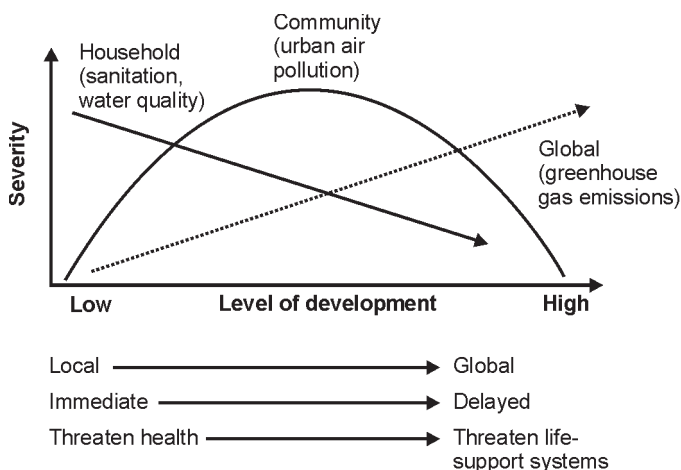 Community
(urban air
pollution)
Household
(sanitation,
water quality)
Global
(greenhouse
gas emissions)
Severity
Low
Level of development
High
Local
Global
Immediate
Delayed
Threaten health
Threaten life-
support systems